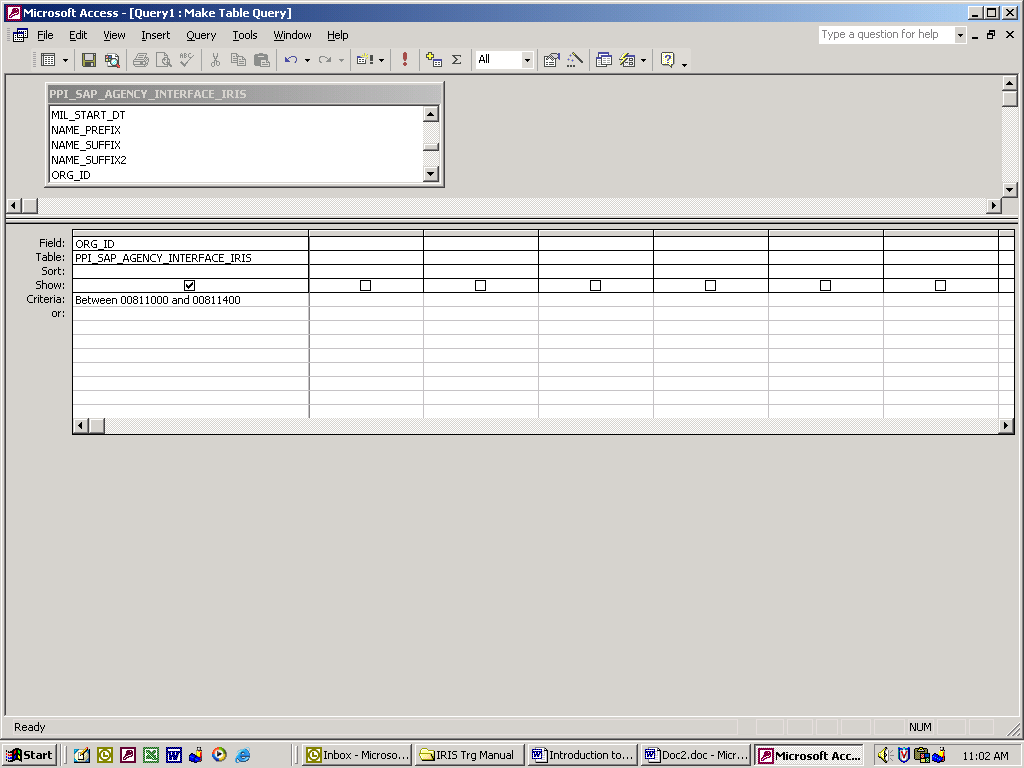 Microsoft Access - [Query1 : Make Table Query]
File Edit View Insert Query Tools Window Help
Type a question for help
All
PPI_SAP_AGENCY_INTERFACE_IRIS
MIL_START_DT
NAME_PREFIX
NAME_SUFFIX
NAME_SUFFIX2
ORG_ID
Field: ORG_ID
Table: PPI_SAP_AGENCY_INTERFACE_IRIS
Sort:
Show:
Criteria: Between 00811000 and 00811400
or:
Ready NUM
Start Inbox - Microso... IRIS Trg Manual Introduction to... Doc2.doc - Micr... Microsoft Acc... 11:02 AM